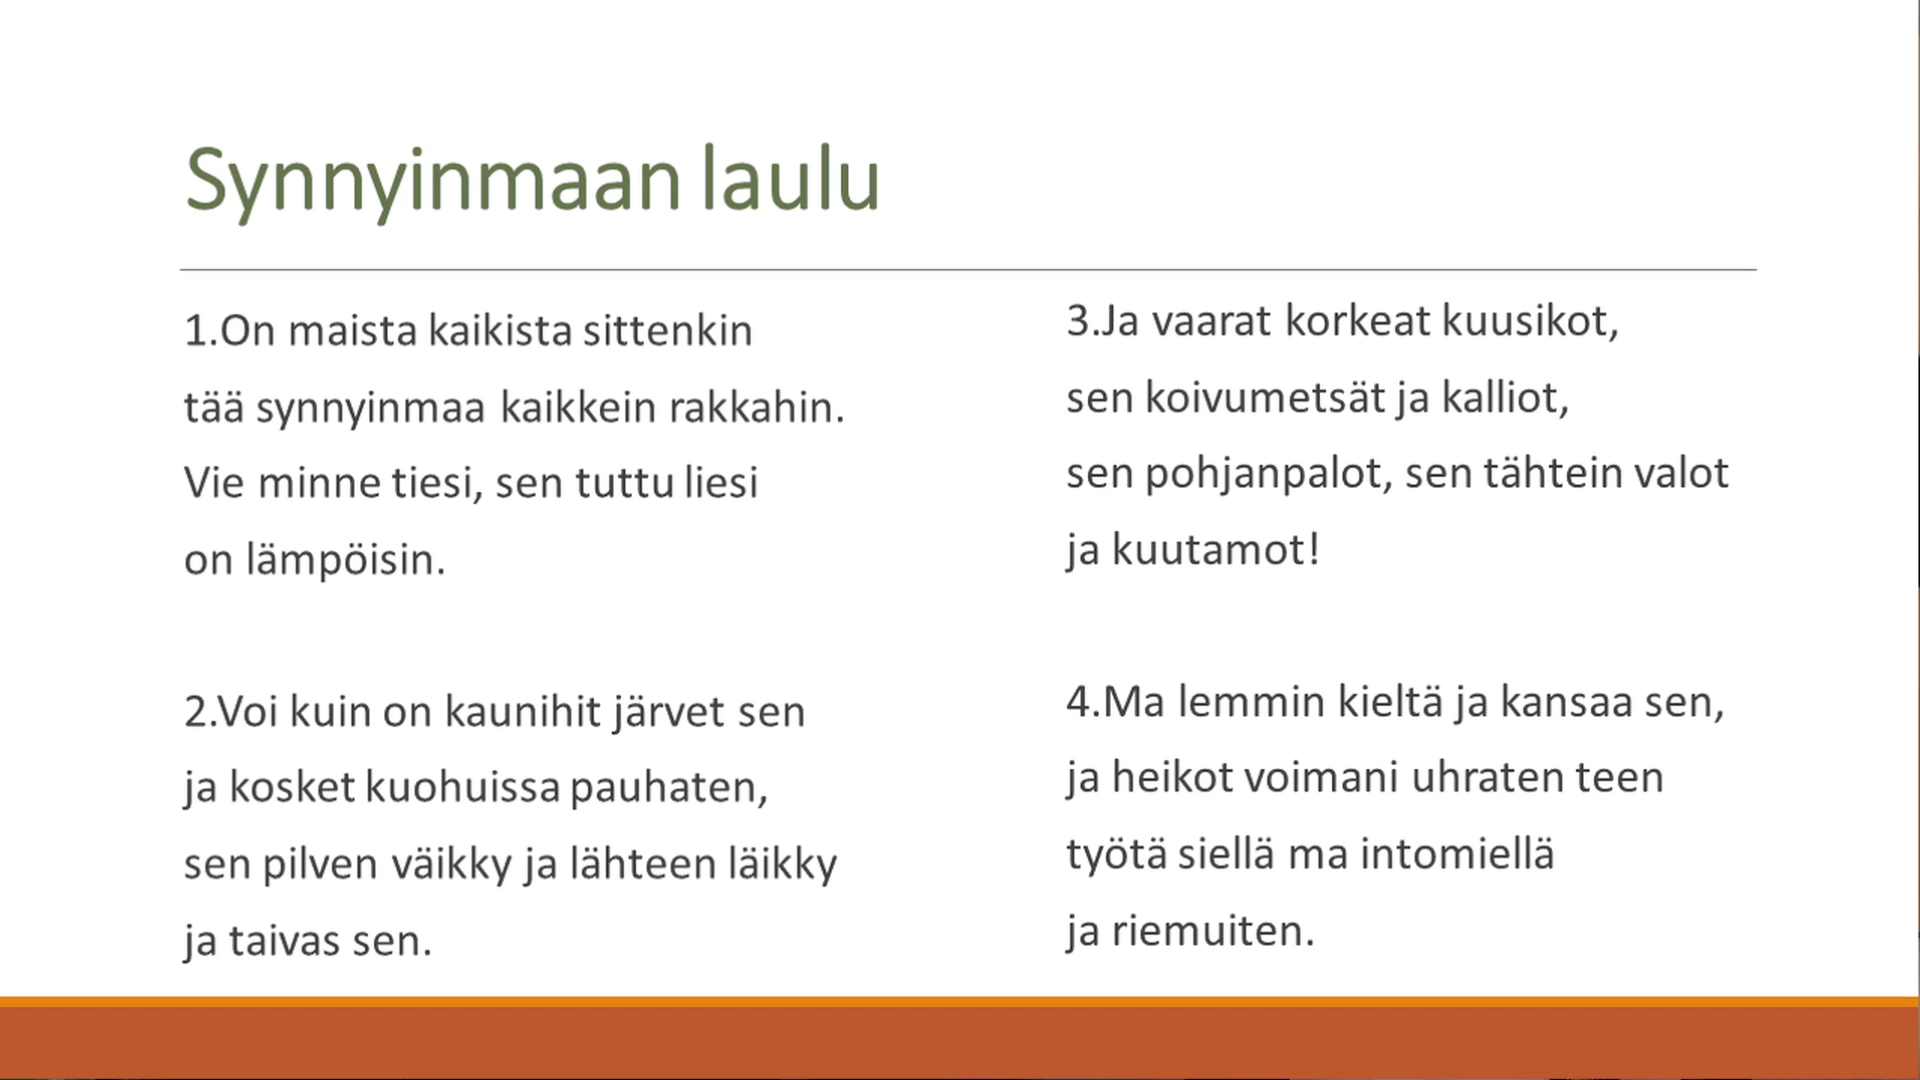 Synnyinmaan laulu
1.On maista kaikista sittenkin
tää synnyinmaa kaikkein rakkahin.
Vie minne tiesi, sen tuttu liesi
on lämpöisin.
2.Voi kuin on kaunihit järvet sen
ja kosket kuohuissa pauhaten,
sen pilven väikky ja lähteen läikky
ja taivas sen.
3.Ja vaarat korkeat kuusikot,
sen koivumetsät ja kalliot,
sen pohjanpalot, sen tähtein valot
ja kuutamot!
4.Ma lemmin kieltä ja kansaa sen,
ja heikot voimani uhraten teen
työtä siellä ma intomiellä
ja riemuiten.